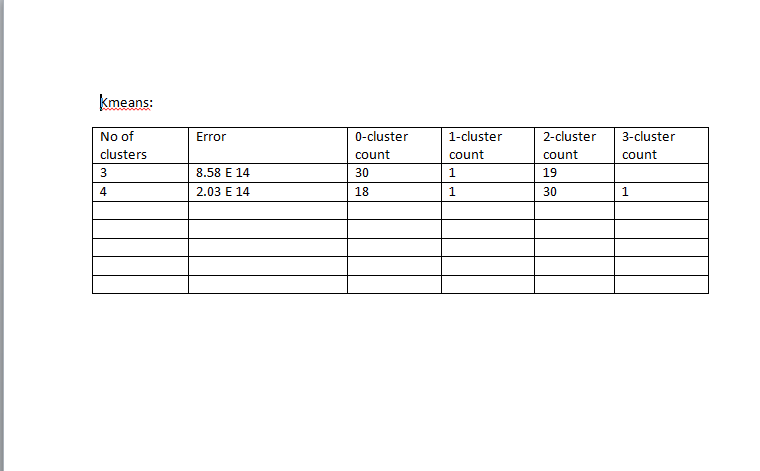 Kmeans:
No of clusters Error 0-cluster count 1-cluster count 2-cluster count 3-cluster count
3 8.58 E 14 30 1 19
4 2.03 E 14 18 1 30 1